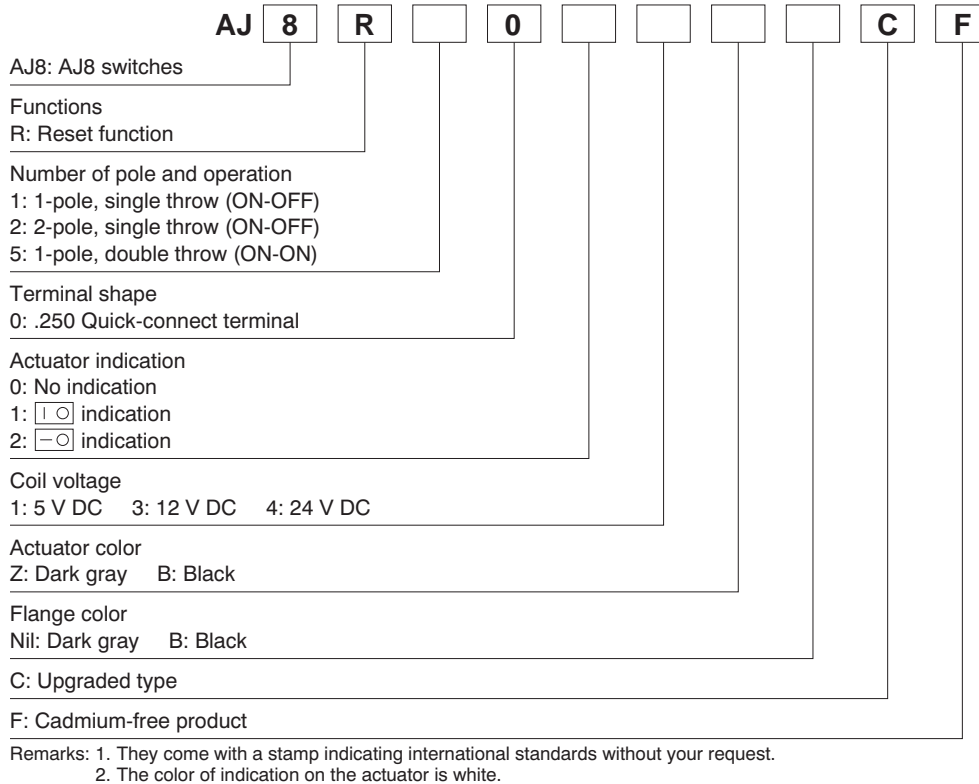 AJ 8 R 0 C F
AJ8: AJ8 switches
Functions
R: Reset function
Number of pole and operation
1: 1-pole, single throw (ON-OFF)
2: 2-pole, single throw (ON-OFF)
5: 1-pole, double throw (ON-ON)
Terminal shape
0: .250 Quick-connect terminal
Actuator indication
0: No indication
1: | ○ indication
2: – ○ indication
Coil voltage
1: 5 V DC 3: 12 V DC 4: 24 V DC
Actuator color
Z: Dark gray B: Black
Flange color
Nil: Dark gray B: Black
C: Upgraded type
F: Cadmium-free product
Remarks: 1. They come with a stamp indicating international standards without your request.
2. The color of indication on the actuator is white.